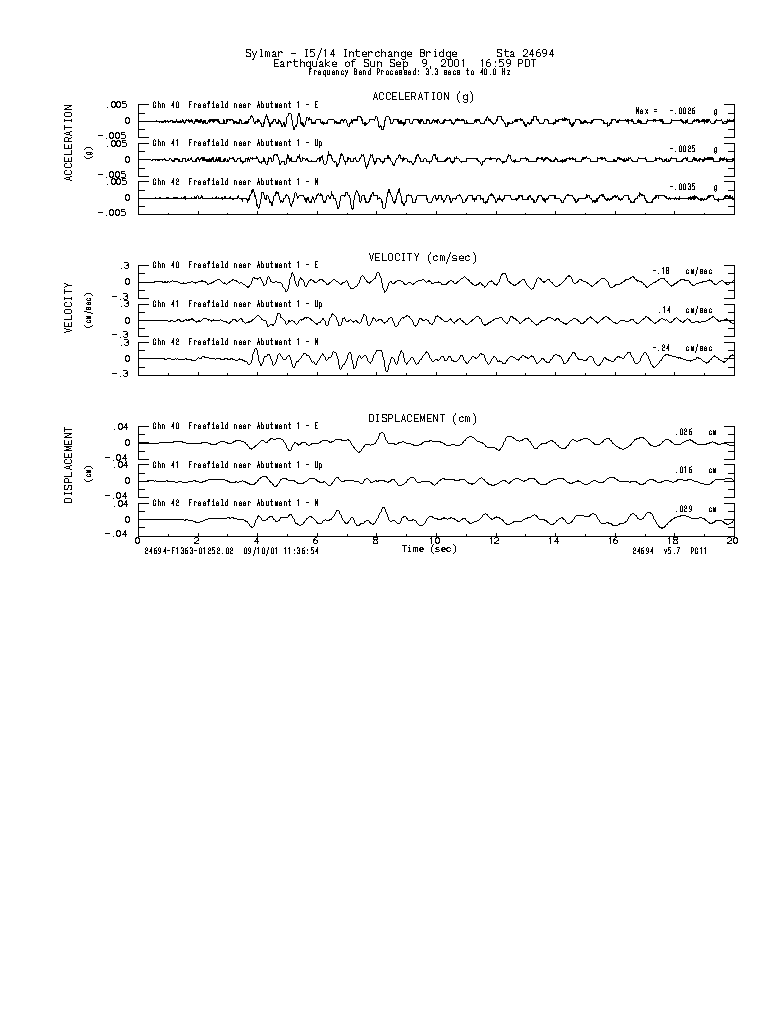 Sylmar - I5/14 Interchange Bridge Sta 24694
Earthquake of Sun Sep 9, 2001 16:59 PDT
Frequency Band Processed: 3.3 secs to 40.0 Hz
ACCELERATION (g)
ACCELERATION
(g)
.005 Chn 40 Freefield near Abutment 1 - E Max = -.0026 g
0
-.005
.005 Chn 41 Freefield near Abutment 1 - Up -.0025 g
0
-.005
.005 Chn 42 Freefield near Abutment 1 - N -.0035 g
0
-.005
VELOCITY (cm/sec)
VELOCITY
(cm/sec)
.3 Chn 40 Freefield near Abutment 1 - E -.18 cm/sec
0
-.3
.3 Chn 41 Freefield near Abutment 1 - Up .14 cm/sec
0
-.3
.3 Chn 42 Freefield near Abutment 1 - N -.24 cm/sec
0
-.3
DISPLACEMENT (cm)
DISPLACEMENT
(cm)
.04 Chn 40 Freefield near Abutment 1 - E .026 cm
0
-.04
.04 Chn 41 Freefield near Abutment 1 - Up .016 cm
0
-.04
.04 Chn 42 Freefield near Abutment 1 - N .029 cm
0
-.04
0 2 4 6 8 10 12 14 16 18 20
Time (sec)
24694-F1363-01252.02 09/10/01 11:36:54 24694 v5.7 PG11